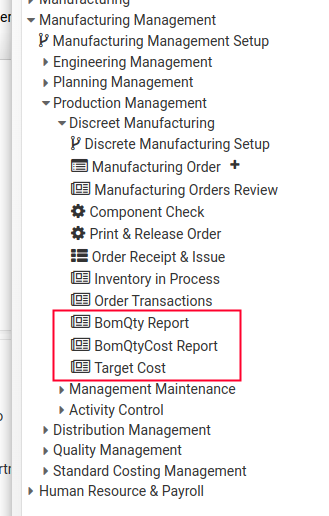 Manufacturing
er
Manufacturing Management
Manufacturing Management Setup
Engineering Management
Planning Management
Production Management
Discreet Manufacturing
Discrete Manufacturing Setup
Manufacturing Order +
Manufacturing Orders Review
Component Check
Print & Release Order
Order Receipt & Issue
Inventory in Process
Order Transactions
BomQty Report
BomQtyCost Report
Target Cost
Management Maintenance
Activity Control
Distribution Management
Quality Management
Standard Costing Management
Human Resource & Payroll